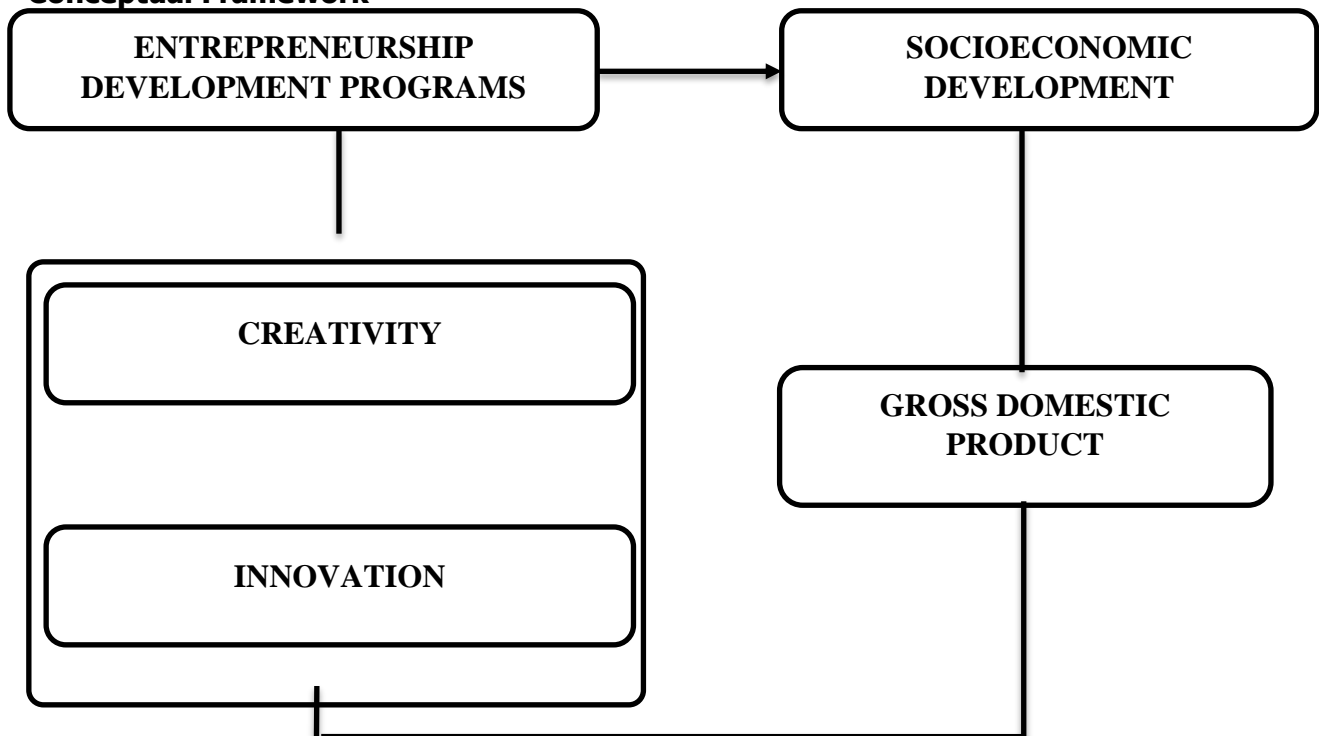 Conceptual Framework
ENTREPRENEURSHIP
DEVELOPMENT PROGRAMS
SOCIOECONOMIC
DEVELOPMENT
CREATIVITY
GROSS DOMESTIC
PRODUCT
INNOVATION